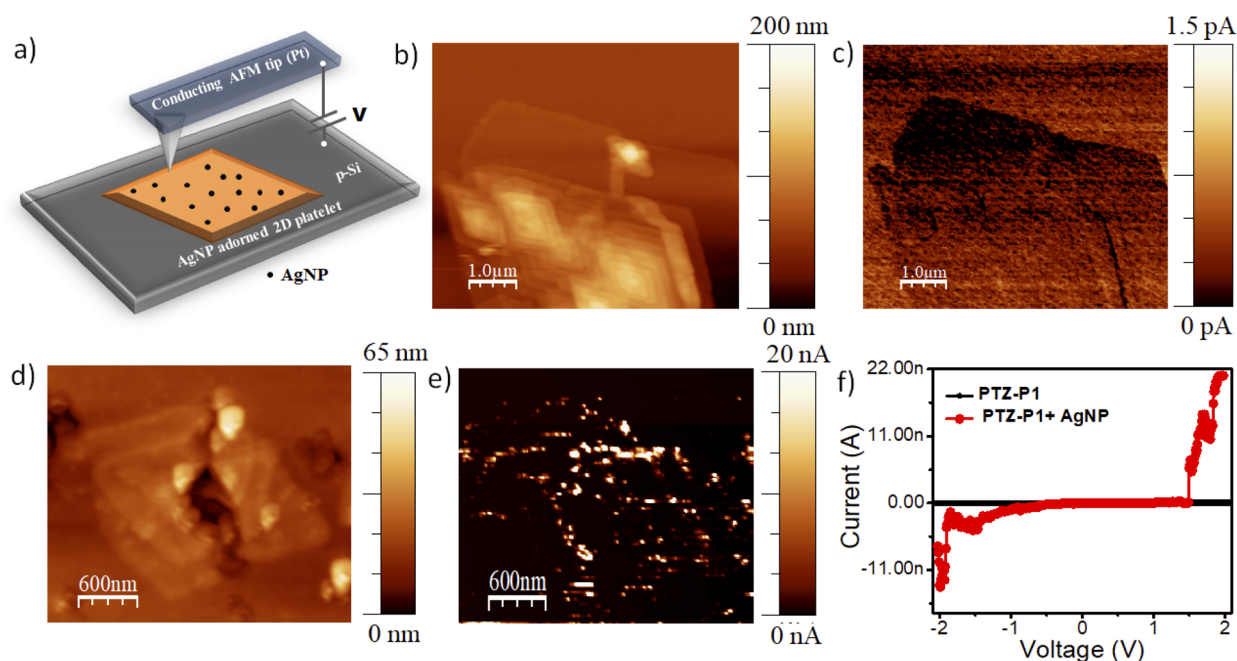 a)
Conducting AFM tip (Pt)
V
p-Si
AgNP adorned 2D platelet
AgNP
b)
200 nm
1.0μm
0 nm
c)
1.5 pA
1.0μm
0 pA
d)
65 nm
600nm
0 nm
e)
20 nA
600nm
0 nA
f)
22.00n
11.00n
0.00
-11.00n
Current (A)
PTZ-P1
PTZ-P1+ AgNP
-2 -1 0 1 2
Voltage (V)